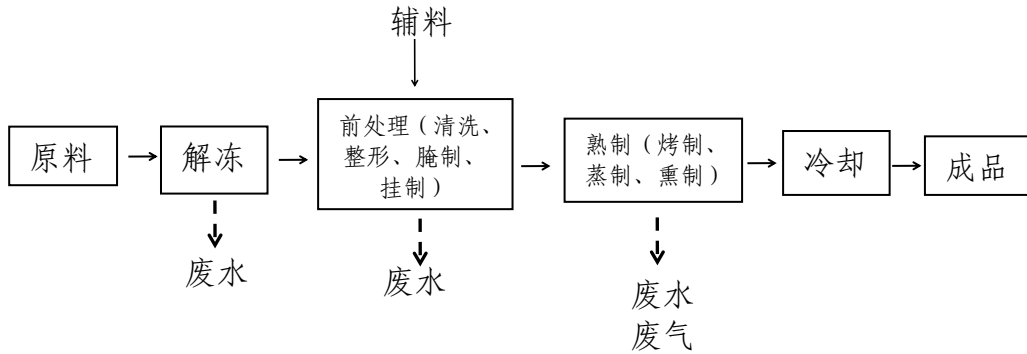 辅料
原料
解冻
前处理（清洗、
整形、腌制、
挂制）
熟制（烤制、
蒸制、熏制）
冷却
成品
废水
废水
废水
废气